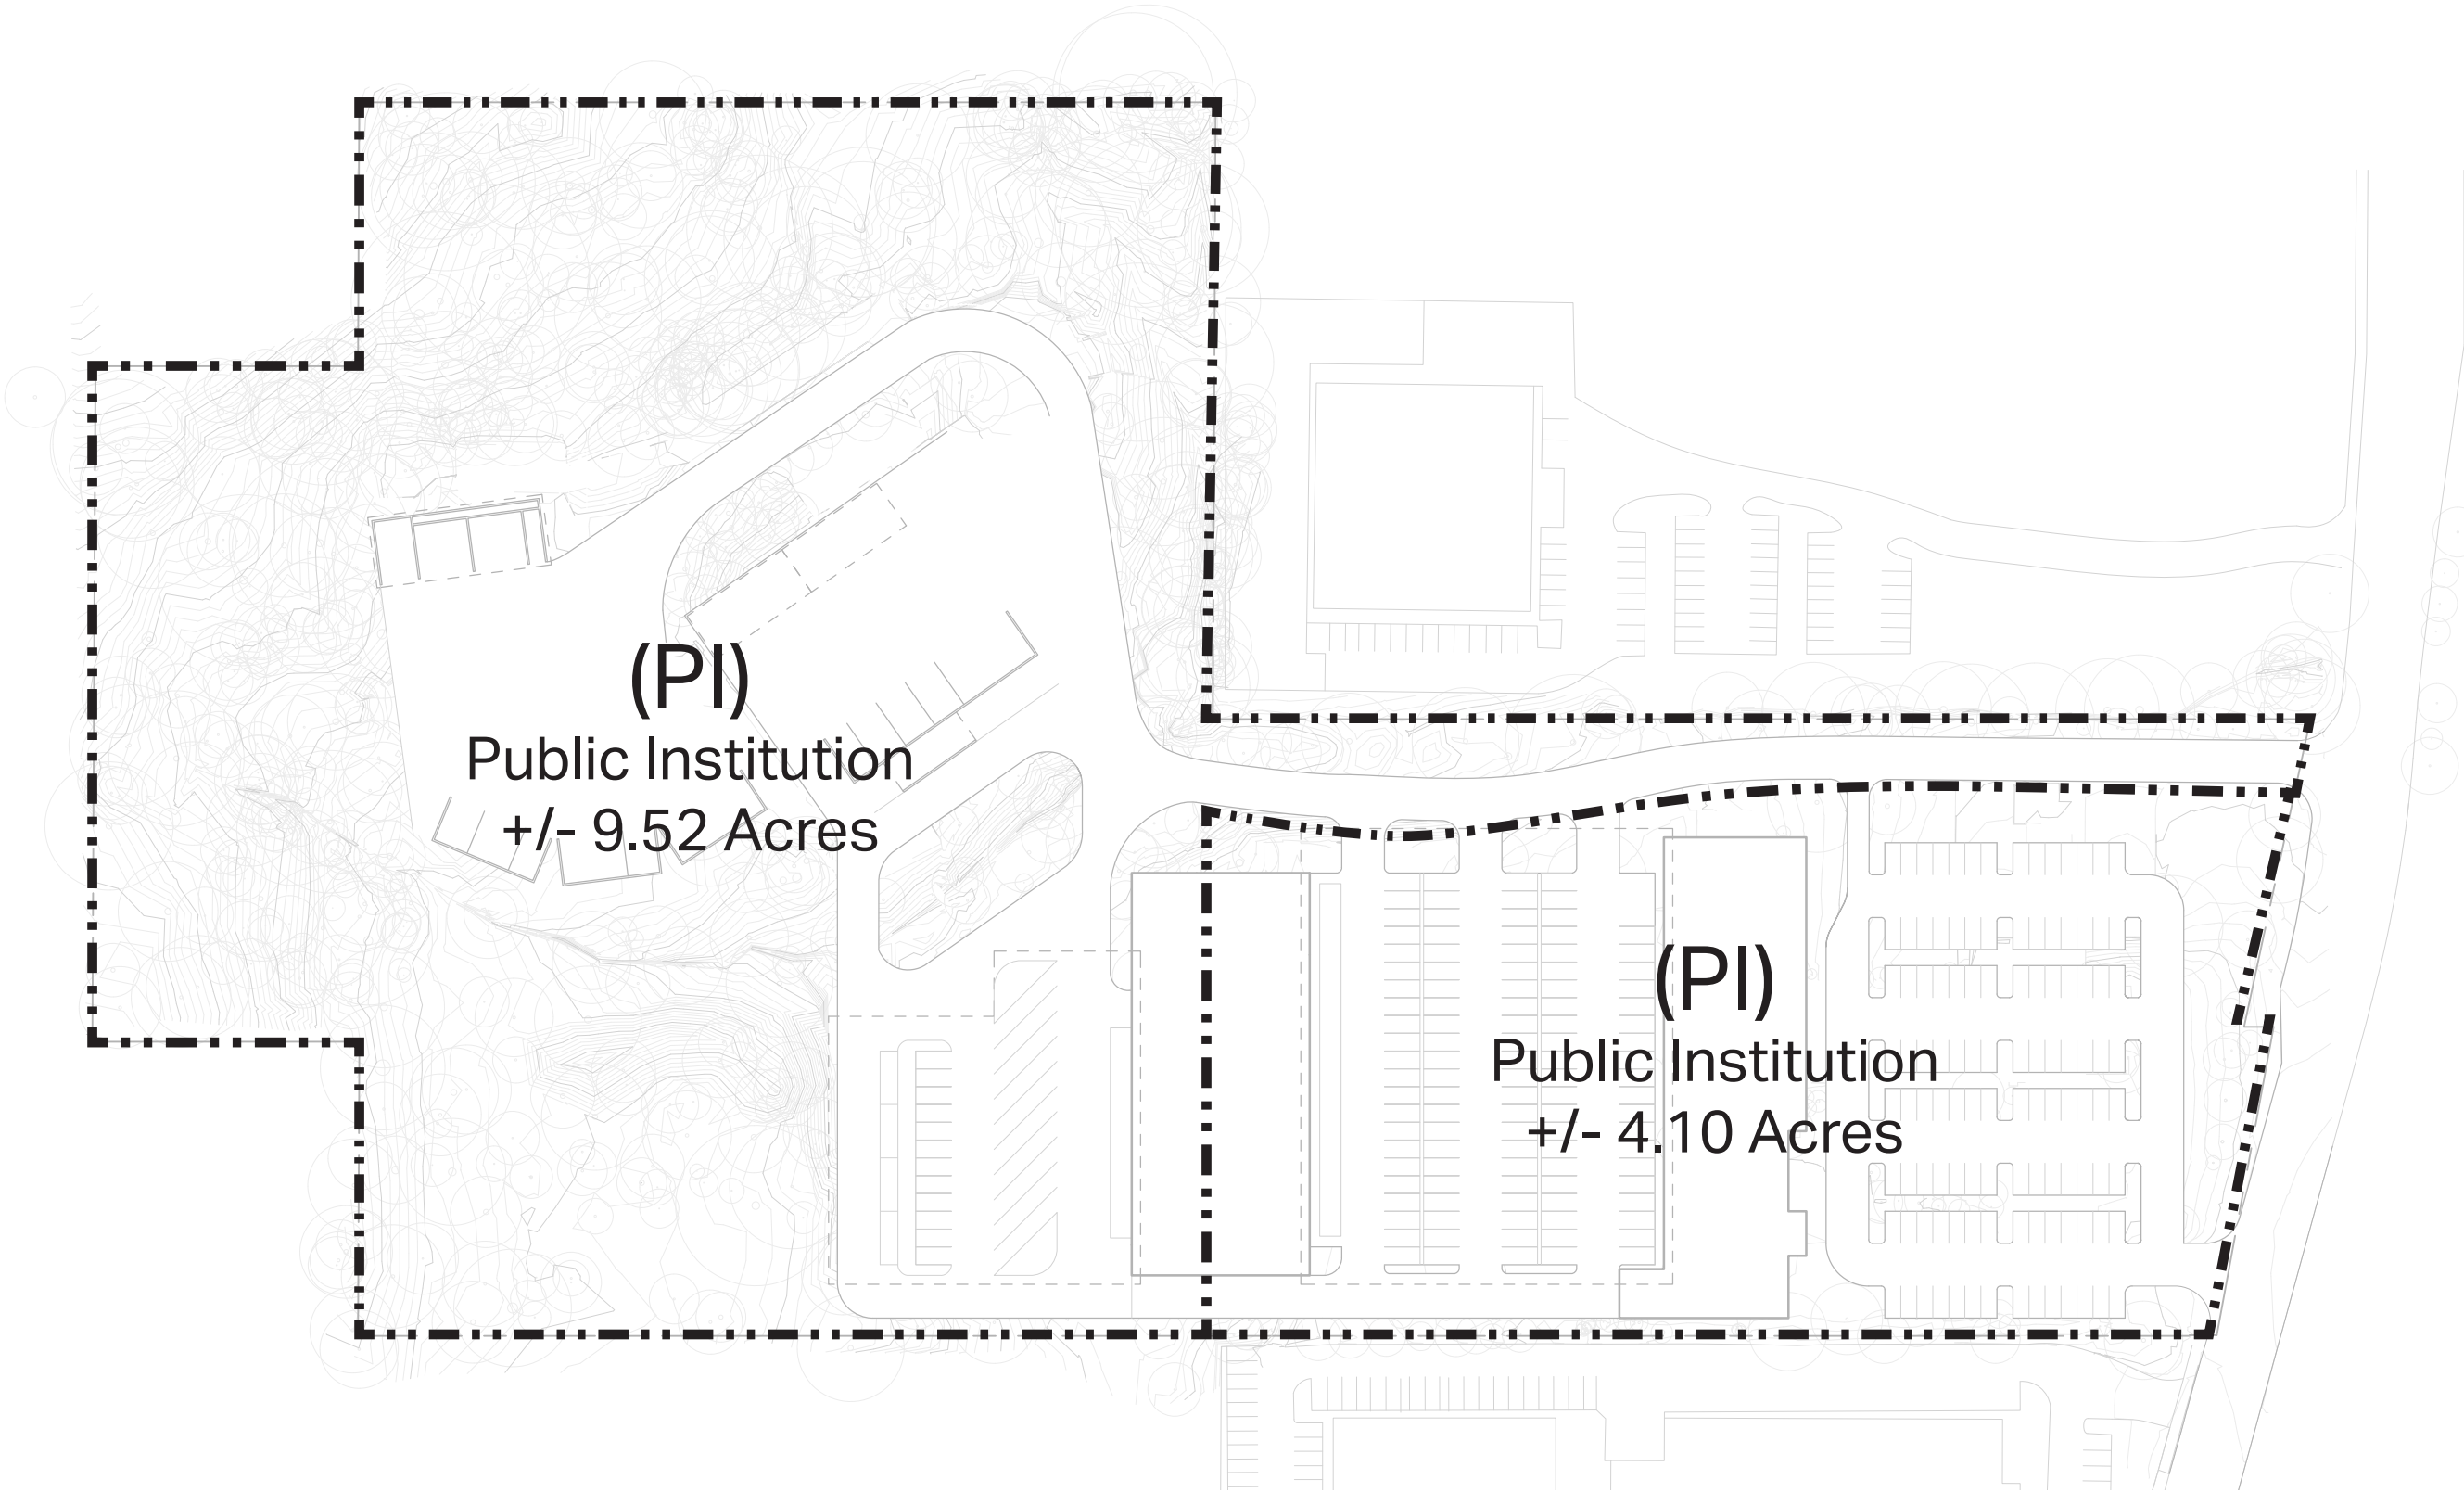 (PI)
Public Institution
+/- 9.52 Acres
(PI)
Public Institution
+/- 4.10 Acres